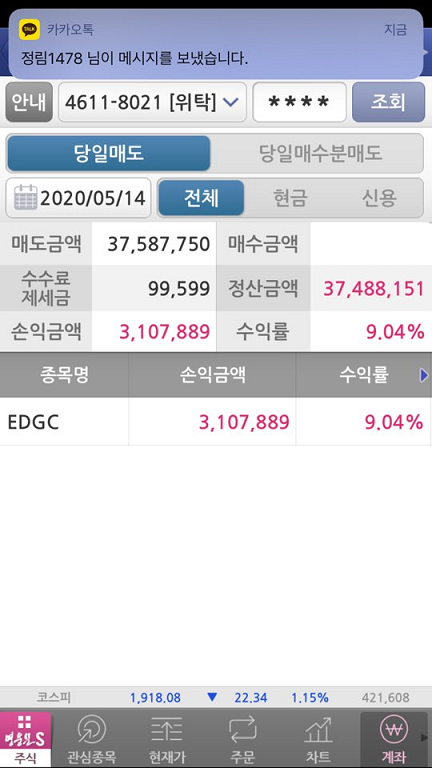 TALK 카카오톡 지금
정림1478 님이 메시지를 보냈습니다.
안내 4611-8021 [위탁] **** 조회
당일매도 당일매수분매도
2020/05/14 전체 현금 신용
매도금액 37,587,750 매수금액
수수료
제세금 99,599 정산금액 37,488,151
손익금액 3,107,889 수익률 9.04%
종목명 손익금액 수익률
EDGC 3,107,889 9.04%
코스피 1,918.08 ▼ 22.34 1.15% 421,608
영웅문S
주식 관심종목 현재가 주문 차트 계좌